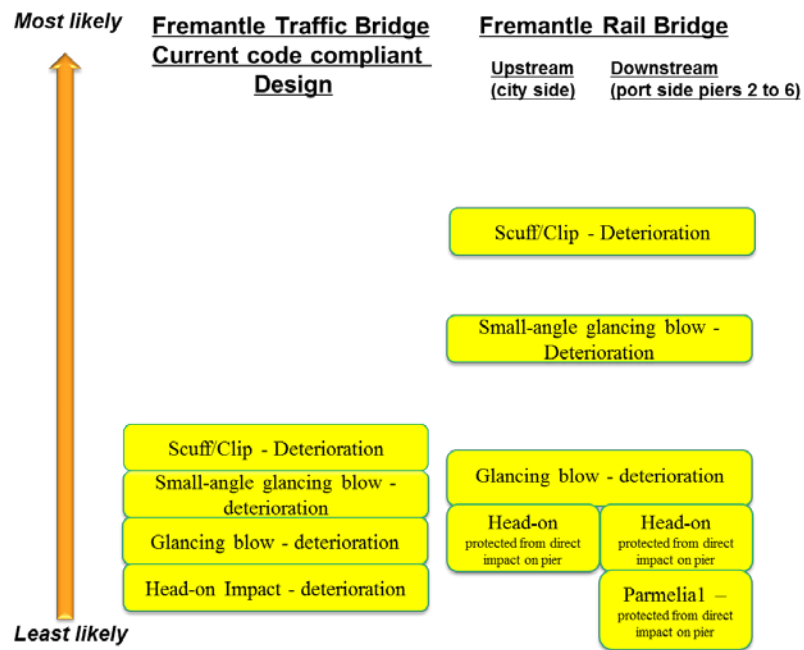 Most likely
Fremantle Traffic Bridge
Current code compliant
Design
Fremantle Rail Bridge
Upstream
(city side)
Downstream
(port side piers 2 to 6)
Scuff/Clip - Deterioration
Small-angle glancing blow -
Deterioration
Scuff/Clip - Deterioration
Small-angle glancing blow -
deterioration
Glancing blow - deterioration
Head-on Impact - deterioration
Glancing blow - deterioration
Head-on
protected from direct
impact on pier
Head-on
protected from direct
impact on pier
Parmelia1 –
protected from direct
impact on pier
Least likely